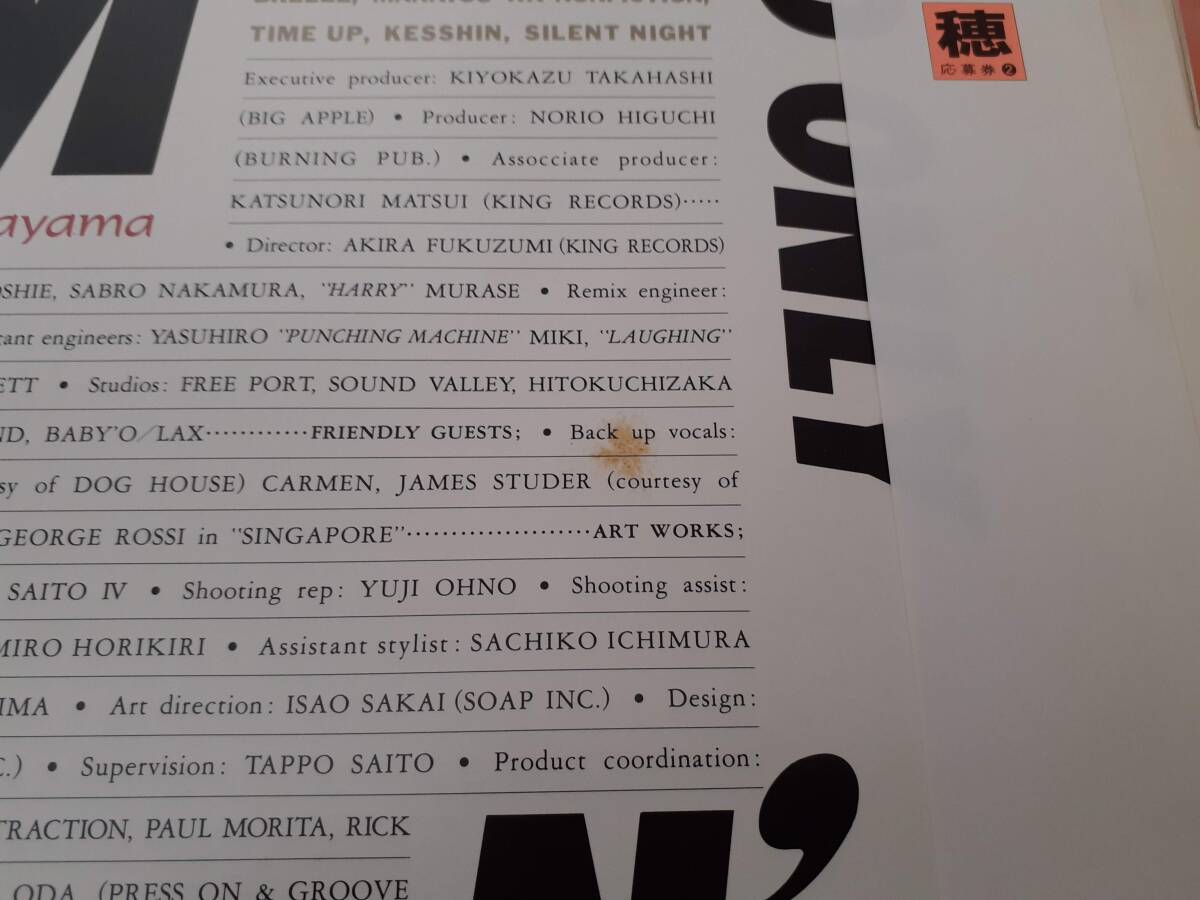 TIME UP, KESSHIN, SILENT NIGHT
Executive producer: KIYOKAZU TAKAHASHI
(BIG APPLE) • Producer: NORIO HIGUCHI
(BURNING PUB.) • Assocciate producer:
KATSUNORI MATSUI (KING RECORDS)·····
ayama
• Director: AKIRA FUKUZUMI (KING RECORDS)
OSHIE, SABRO NAKAMURA, "HARRY" MURASE • Remix engineer:
tant engineers: YASUHIRO "PUNCHING MACHINE" MIKI, "LAUGHING"
ETT • Studios: FREE PORT, SOUND VALLEY, HITOKUCHIZAKA
ND, BABY'O/LAX············FRIENDLY GUESTS; • Back up vocals:
sy of DOG HOUSE) CARMEN, JAMES STUDER (courtesy of
GEORGE ROSSI in "SINGAPORE"·····················ART WORKS;
SAITO IV • Shooting rep: YUJI OHNO • Shooting assist:
MIRO HORIKIRI • Assistant stylist: SACHIKO ICHIMURA
IMA • Art direction: ISAO SAKAI (SOAP INC.) • Design:
C.) • Supervision: TAPPO SAITO • Product coordination:
TRACTION, PAUL MORITA, RICK
ODA, (PRESS ON & GROOVE
N'
ONLY
穂
応募券❷